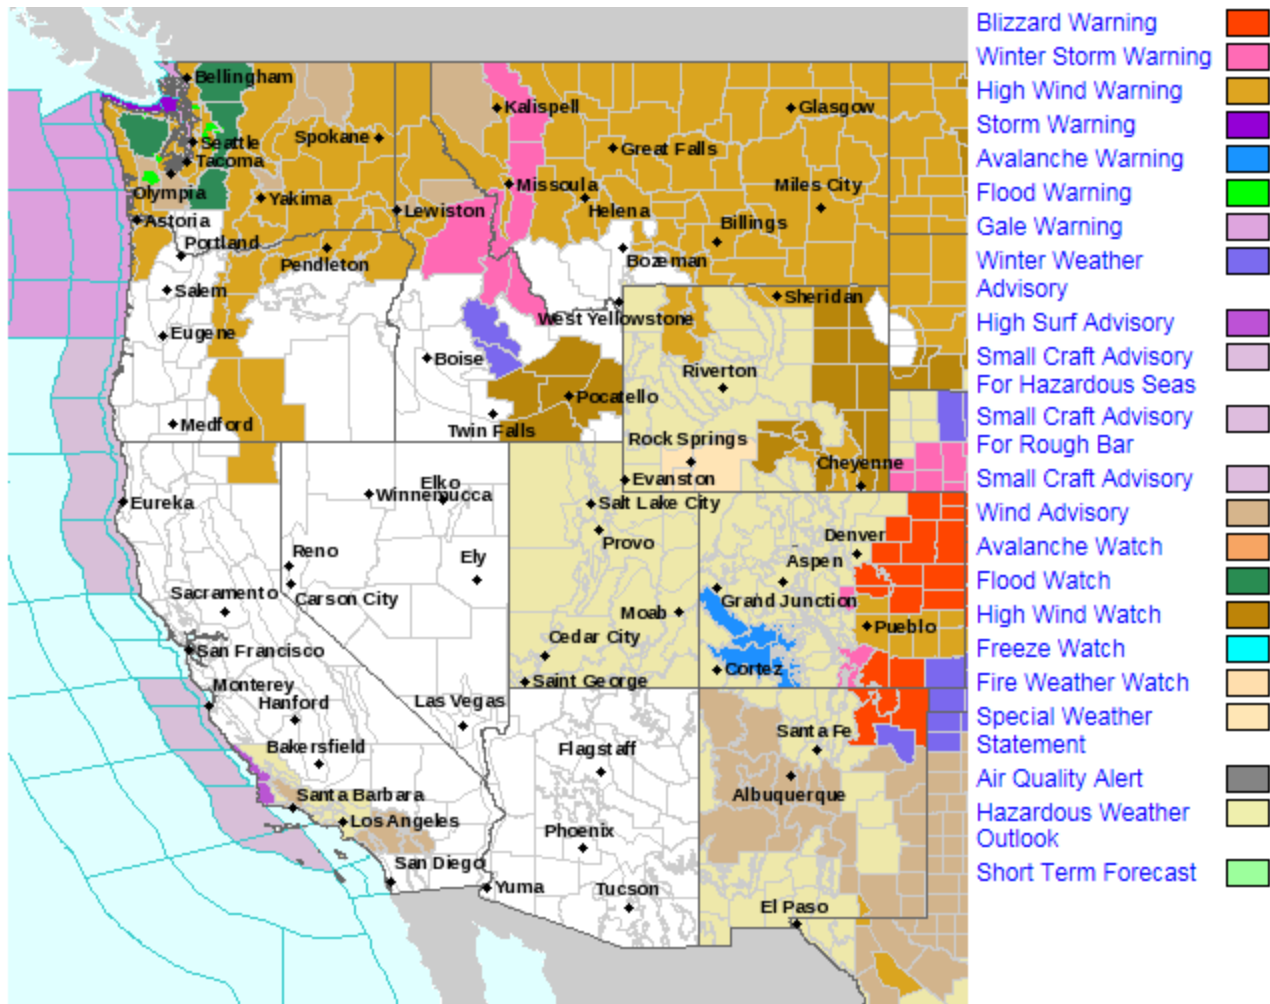 Bellingham
Kalispell
Glasgow
Spokane
Seattle
Great Falls
Tacoma
Missoula
Miles City
Olympia
Yakima
Lewiston
Helena
Astoria
Billings
Portland
Pendleton
Bozeman
Salem
Sheridan
West Yellowstone
Eugene
Boise
Riverton
Pocatello
Medford
Twin Falls
Rock Springs
Cheyenne
Evanston
Elko
Winnemucca
Eureka
Salt Lake City
Denver
Provo
Reno
Ely
Aspen
Sacramento
Carson City
Grand Junction
Moab
Pueblo
Cedar City
San Francisco
Cortez
Saint George
Monterey
Hanford
Las Vegas
Santa Fe
Bakersfield
Flagstaff
Santa Barbara
Albuquerque
Los Angeles
Phoenix
San Diego
Yuma
Tucson
El Paso
Blizzard Warning
Winter Storm Warning
High Wind Warning
Storm Warning
Avalanche Warning
Flood Warning
Gale Warning
Winter Weather
Advisory
High Surf Advisory
Small Craft Advisory
For Hazardous Seas
Small Craft Advisory
For Rough Bar
Small Craft Advisory
Wind Advisory
Avalanche Watch
Flood Watch
High Wind Watch
Freeze Watch
Fire Weather Watch
Special Weather
Statement
Air Quality Alert
Hazardous Weather
Outlook
Short Term Forecast